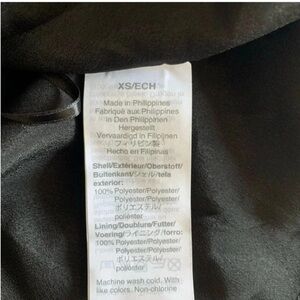 XS/ECH
Made in Philippines
Fabriqué aux Philippines
in Den Philippinen
Hergestellt
Vervaardigd in Filipijnen
フィリピン製
Hecho en Filipinas
Shell/Extérieur/Oberstoff/
Buitenkant/シェル/tela
exterior:
100% Polyester/Polyester/
Polyester/Polyester/
ポリエステル/
poliéster
Lining/Doublure/Futter/
Voering/ライニング/forro:
100% Polyester/Polyester/
Polyester/Polyester/
ポリエステル/
poliéster
Machine wash cold. With
like colors. Non-chlorine